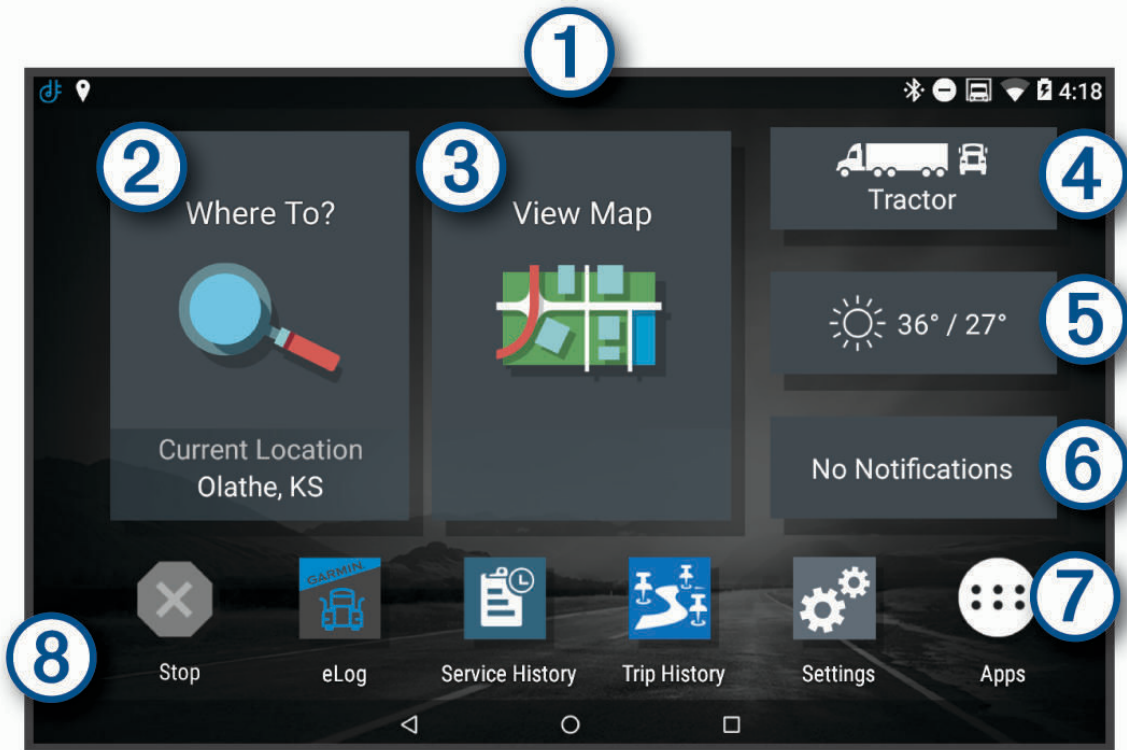 1
4:18
2
Where To?
Current Location
Olathe, KS
3
View Map
4
Tractor
5
36° / 27°
6
No Notifications
7
8
Stop
GARMIN.
eLog
Service History
Trip History
Settings
Apps